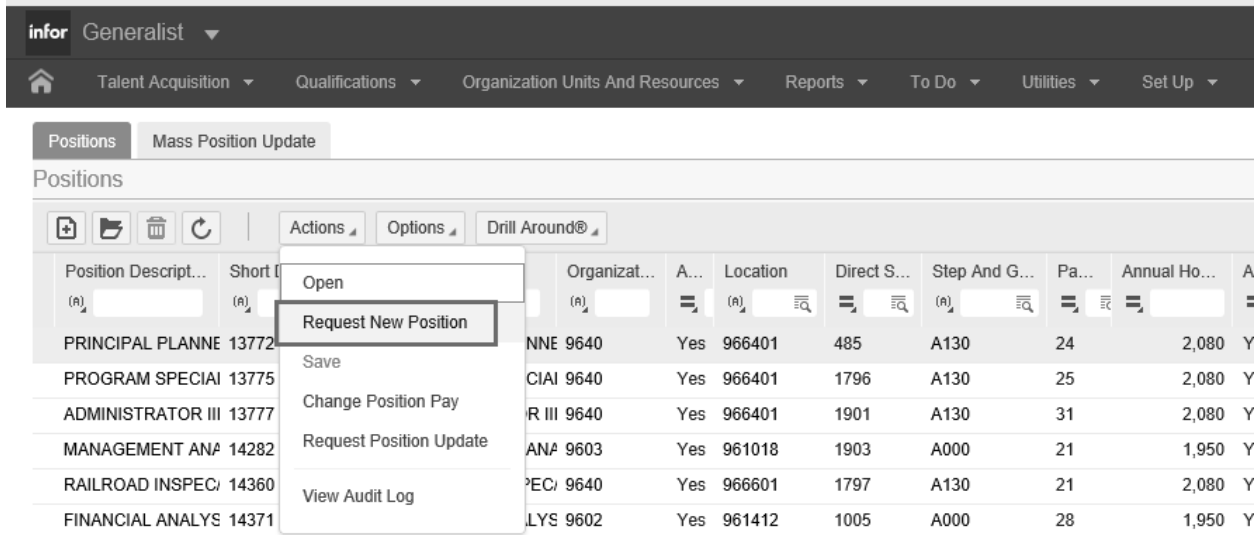 infor Generalist
Talent Acquisition Qualifications Organization Units And Resources Reports To Do Utilities Set Up
Positions Mass Position Update
Positions
Actions Options Drill Around®
Position Descript... Short Organizat... A... Location Direct S... Step And G... Pa... Annual Ho... A
Open
Request New Position
PRINCIPAL PLANNE 13772 NNE 9640 Yes 966401 485 A130 24 2,080 Y
Save
PROGRAM SPECIAI 13775 CIAI 9640 Yes 966401 1796 A130 25 2,080 Y
Change Position Pay
ADMINISTRATOR III 13777 R III 9640 Yes 966401 1901 A130 31 2,080 Y
Request Position Update
MANAGEMENT ANA 14282 ANA 9603 Yes 961018 1903 A000 21 1,950 Y
RAILROAD INSPEC 14360 PEC 9640 Yes 966601 1797 A130 21 2,080 Y
View Audit Log
FINANCIAL ANALYS 14371 LYS 9602 Yes 961412 1005 A000 28 1,950 Y